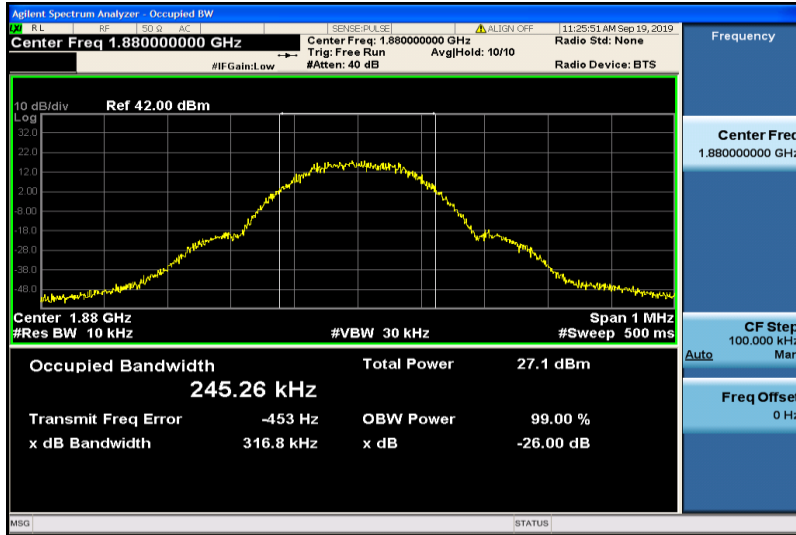 Agilent Spectrum Analyzer - Occupied BW
LXI RL RF 50 Ω AC SENSE:PULSE ALIGN OFF 11:25:51 AM Sep 19, 2019
Center Freq 1.880000000 GHz
Center Freq: 1.880000000 GHz
Radio Std: None
Trig: Free Run Avg|Hold: 10/10
#IFGain:Low #Atten: 40 dB Radio Device: BTS
10 dB/div Ref 42.00 dBm
Log
32.0
22.0
12.0
2.00
-8.00
-18.0
-28.0
-38.0
-48.0
Center 1.88 GHz Span 1 MHz
#Res BW 10 kHz #VBW 30 kHz #Sweep 500 ms
Occupied Bandwidth Total Power 27.1 dBm
245.26 kHz
Transmit Freq Error -453 Hz OBW Power 99.00 %
x dB Bandwidth 316.8 kHz x dB -26.00 dB
MSG STATUS
Frequency
Center Freq
1.880000000 GHz
CF Step
100.000 kHz
Auto Man
Freq Offset
0 Hz